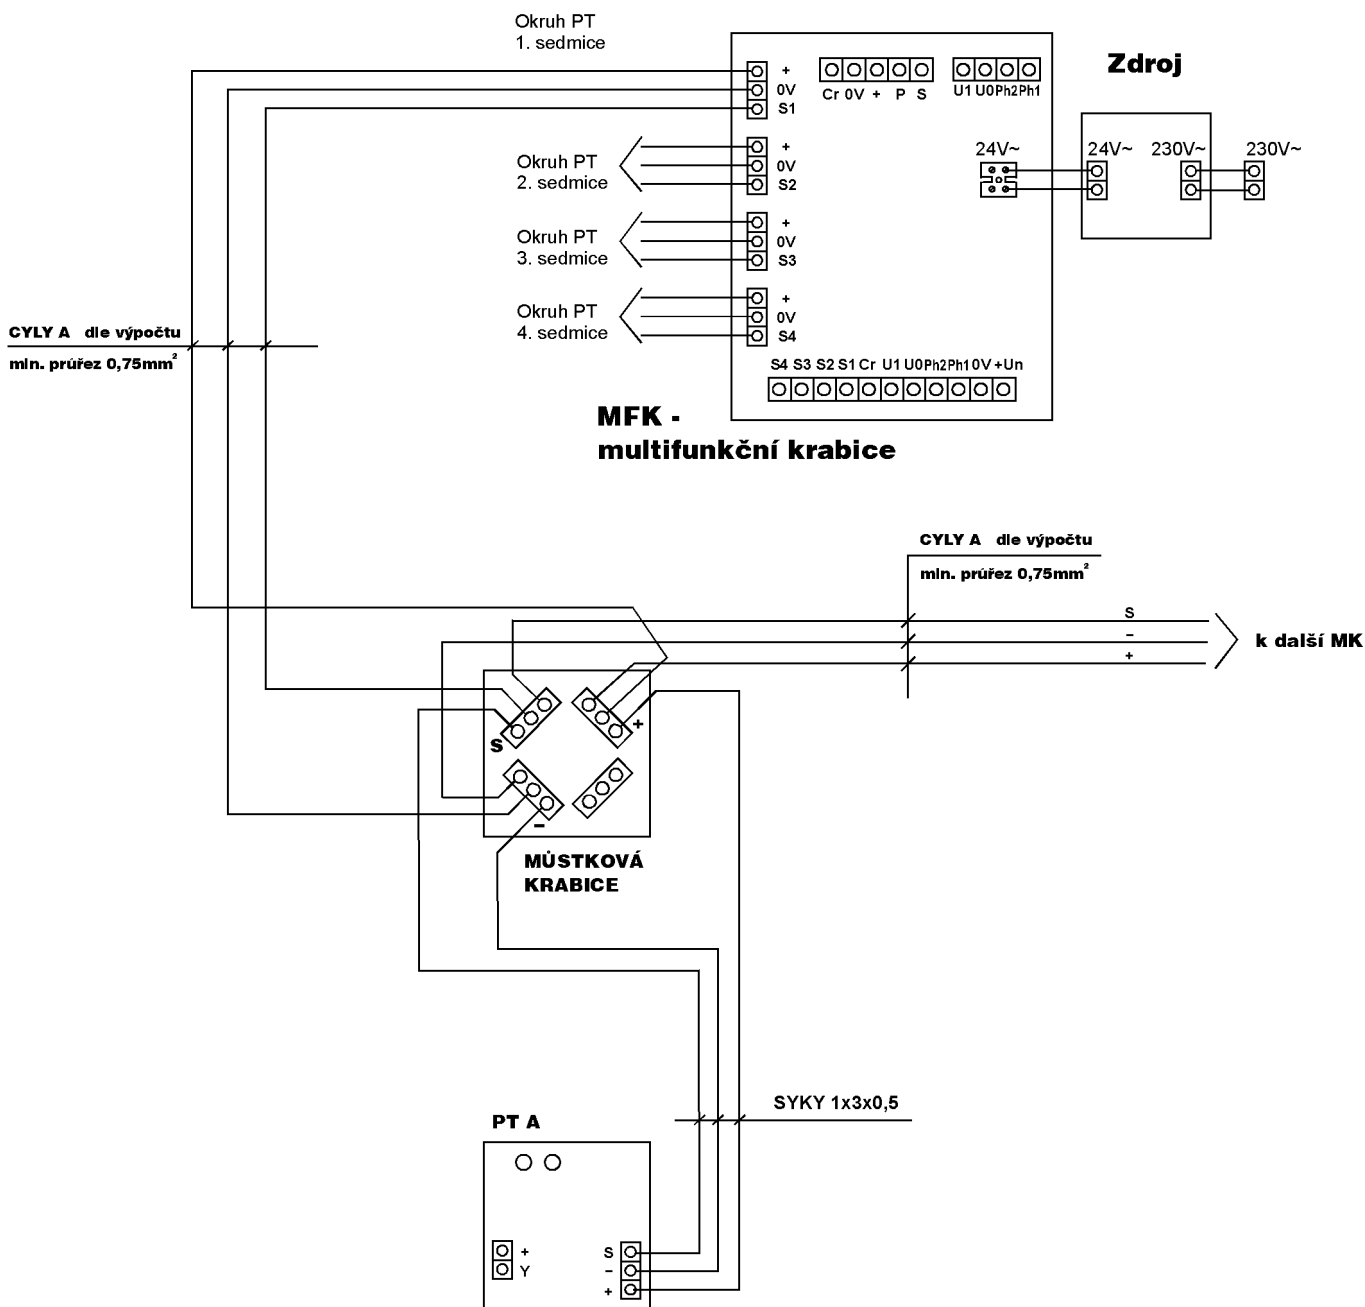 Okruh PT
1. sedmice
+
0V
S1
Cr 0V + P S
U1 U0 Ph2 Ph1
Zdroj
Okruh PT
2. sedmice
+
0V
S2
24V~
24V~ 230V~
230V~
Okruh PT
3. sedmice
+
0V
S3
Okruh PT
4. sedmice
+
0V
S4
CYLY A dle výpočtu
min. průřez 0,75mm²
S4 S3 S2 S1 Cr U1 U0 Ph2 Ph1 0V +Un
MFK -
multifunkční krabice
CYLY A dle výpočtu
min. průřez 0,75mm²
S
–
+
k další MK
S
+
–
MŮSTKOVÁ
KRABICE
SYKY 1x3x0,5
PT A
+
Y
S
–
+